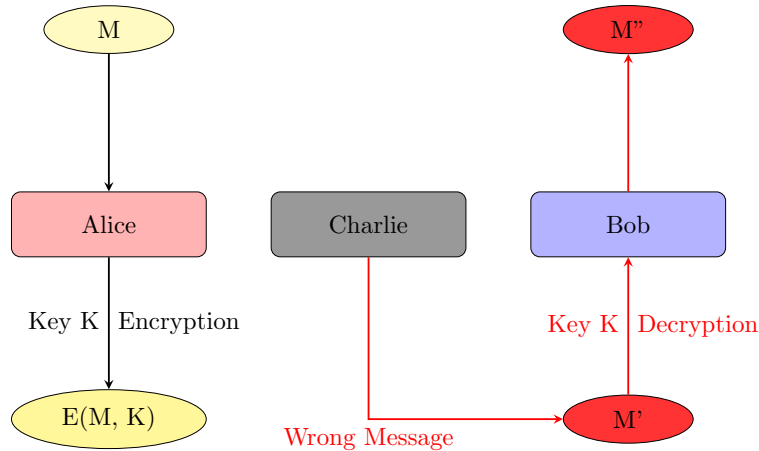 M
M"
Alice
Charlie
Bob
Key K
Encryption
Key K
Decryption
E(M, K)
M'
Wrong Message